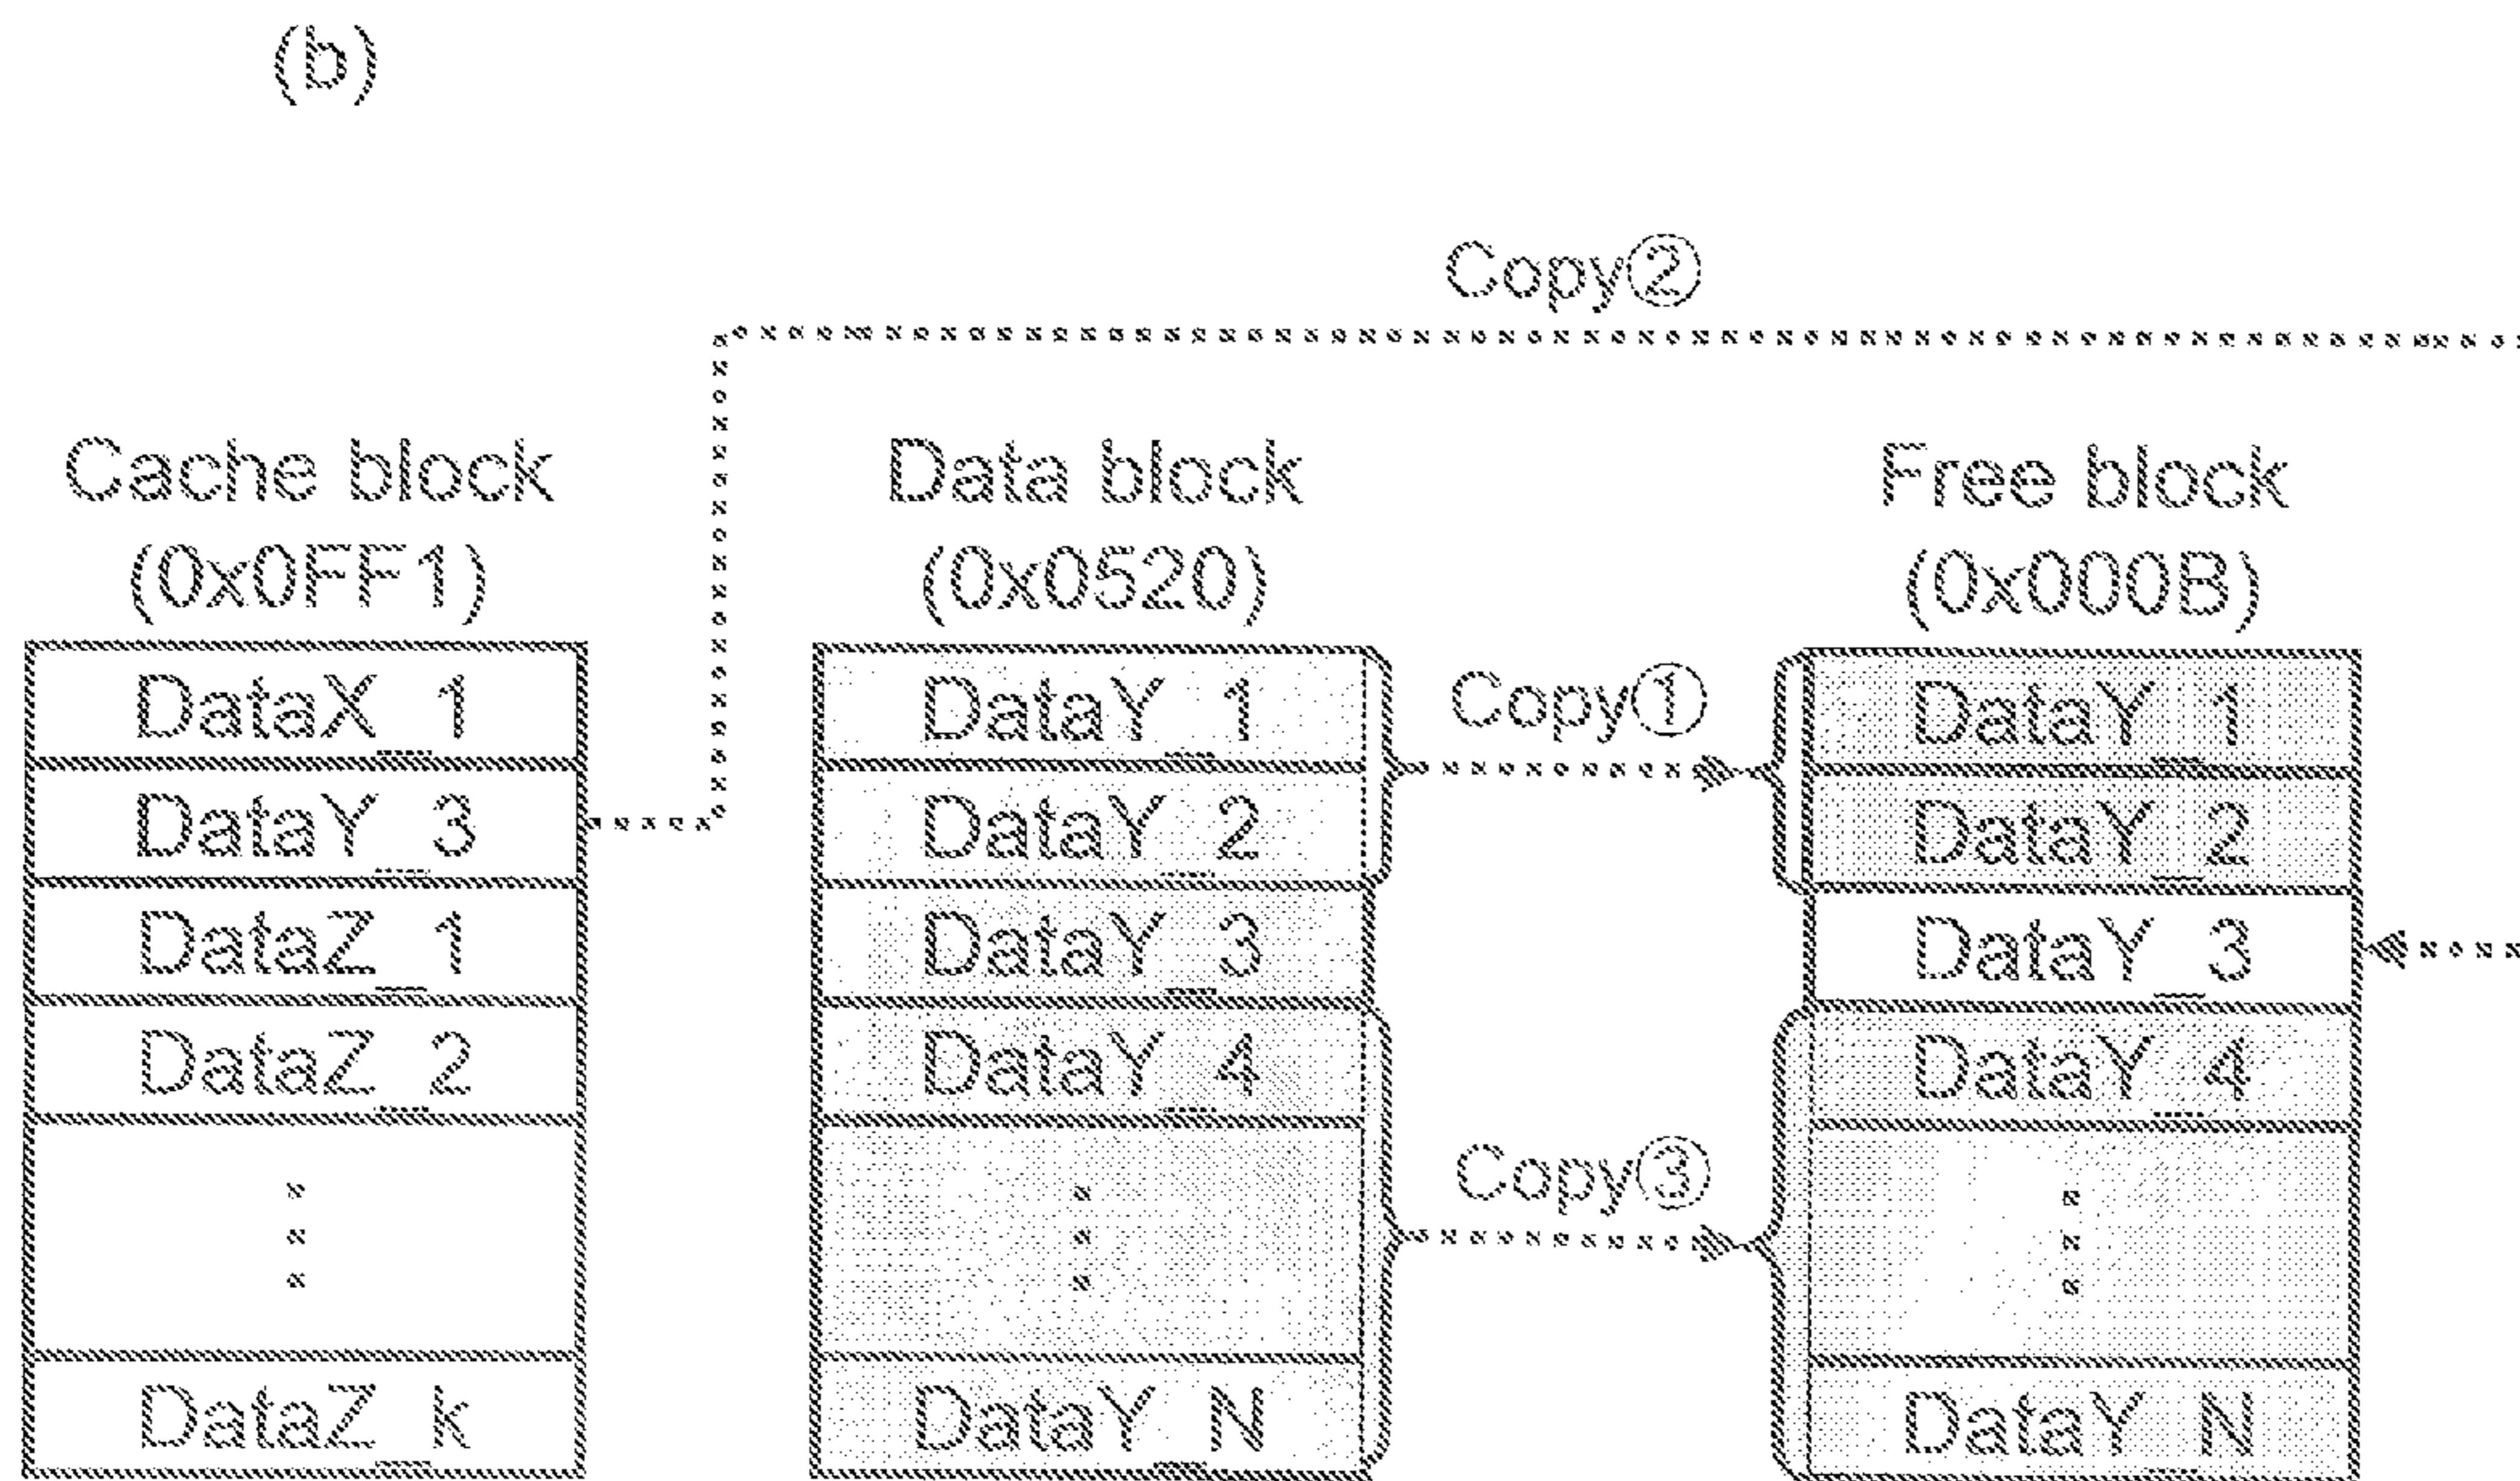 (b)
Copy②
Cache block
(0x0FF1)
DataX_1
DataY_3
DataZ_1
DataZ_2
DataZ_k
Data block
(0x0520)
DataY_1
DataY_2
DataY_3
DataY_4
DataY_N
Copy①
Copy③
Free block
(0x000B)
DataY_1
DataY_2
DataY_3
DataY_4
DataY_N